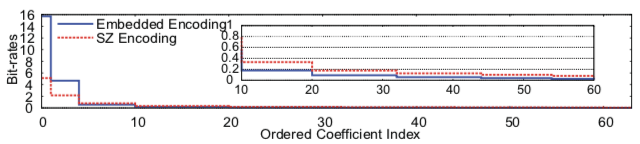 16
14
12
10
8
6
4
2
0
Bit-rates
Embedded Encoding
SZ Encoding
1
0.8
0.6
0.4
0.2
0
10 20 30 40 50 60
0 10 20 30 40 50 60
Ordered Coefficient Index